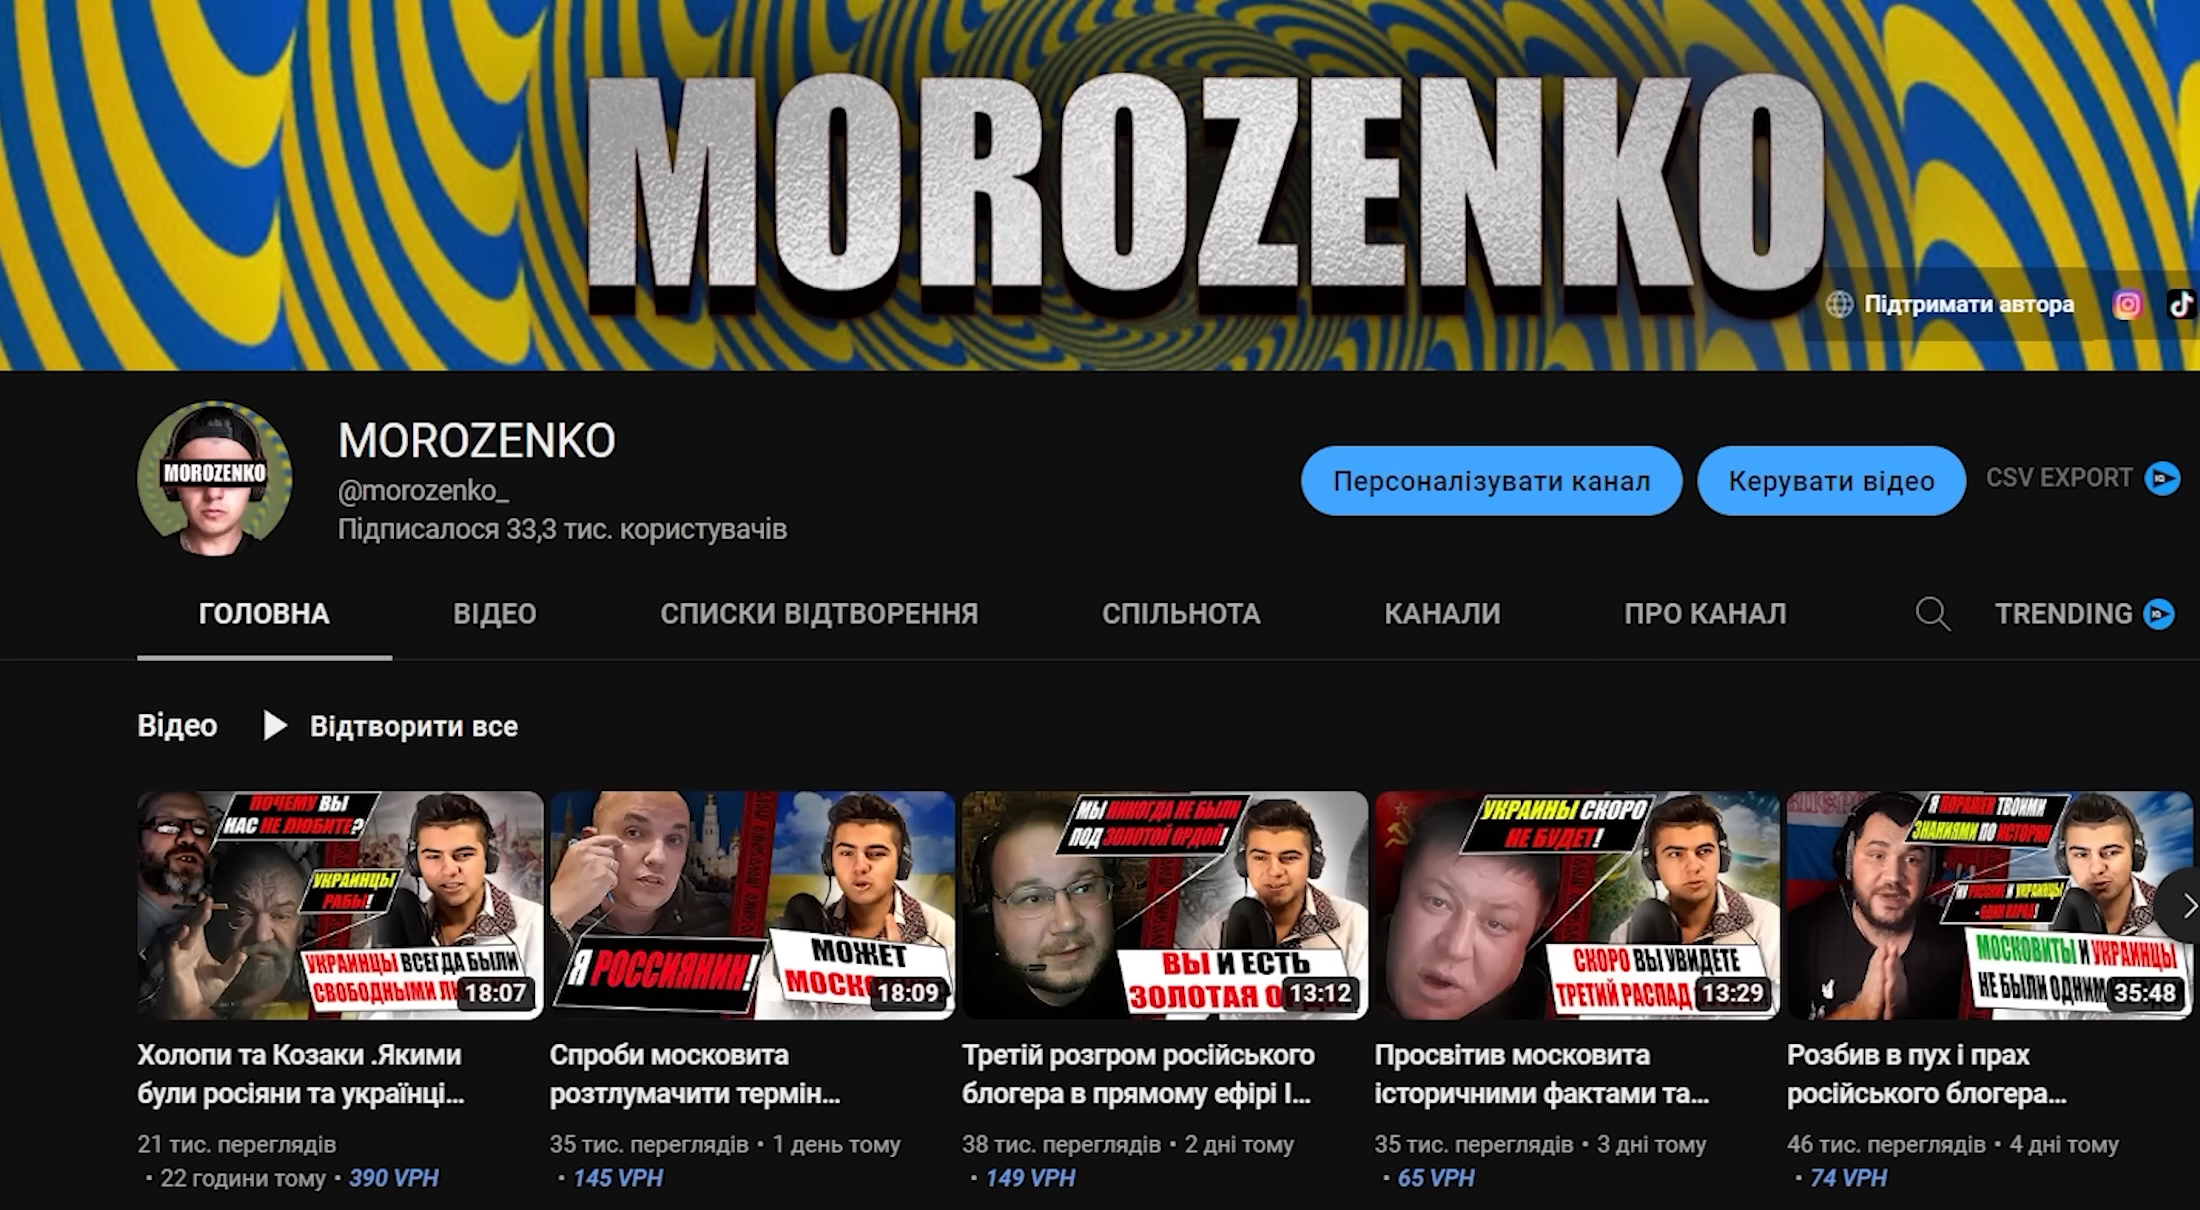 MOROZENKO
Підтримати автора
MOROZENKO
MOROZENKO
@morozenko_
Підписалося 33,3 тис. користувачів
Персоналізувати канал
Керувати відео
CSV EXPORT
ГОЛОВНА
ВІДЕО
СПИСКИ ВІДТВОРЕННЯ
СПІЛЬНОТА
КАНАЛИ
ПРО КАНАЛ
TRENDING
Відео
Відтворити все
ПОЧЕМУ ВЫ
НАС НЕ ЛЮБИТЕ?
УКРАИНЦЫ
РАБЫ!
УКРАИНЦЫ ВСЕГДА БЫЛИ
СВОБОДНЫМИ
18:07
Холопи та Козаки .Якими
були росіяни та українці...
21 тис. переглядів
• 22 години тому • 390 VPH
Я РОССИЯНИН!
МОЖЕТ
МОСК
18:09
Спроби московита
розтлумачити термін...
35 тис. переглядів • 1 день тому
• 145 VPH
МЫ НИКОГДА НЕ БЫЛИ
ПОД ЗОЛОТОЙ ОРДОЙ!
ВЫ И ЕСТЬ
ЗОЛОТАЯ О
13:12
Третій розгром російського
блогера в прямому ефірі І...
38 тис. переглядів • 2 дні тому
• 149 VPH
УКРАИНЫ СКОРО
НЕ БУДЕТ!
СКОРО ВЫ УВИДЕТЕ
ТРЕТИЙ РАСПАД
13:29
Просвітив московита
історичними фактами та...
35 тис. переглядів • 3 дні тому
• 65 VPH
Я ПОРАЖЕН ТВОИМИ
ЗНАНИЯМИ ПО ИСТОРИИ
РУССКИЕ И УКРАИНЦЫ
- ОДИН НАРОД!
МОСКОВИТЫ И УКРАИНЦЫ
НЕ БЫЛИ ОДНИМ
35:48
Розбив в пух і прах
російського блогера...
46 тис. переглядів • 4 дні тому
• 74 VPH